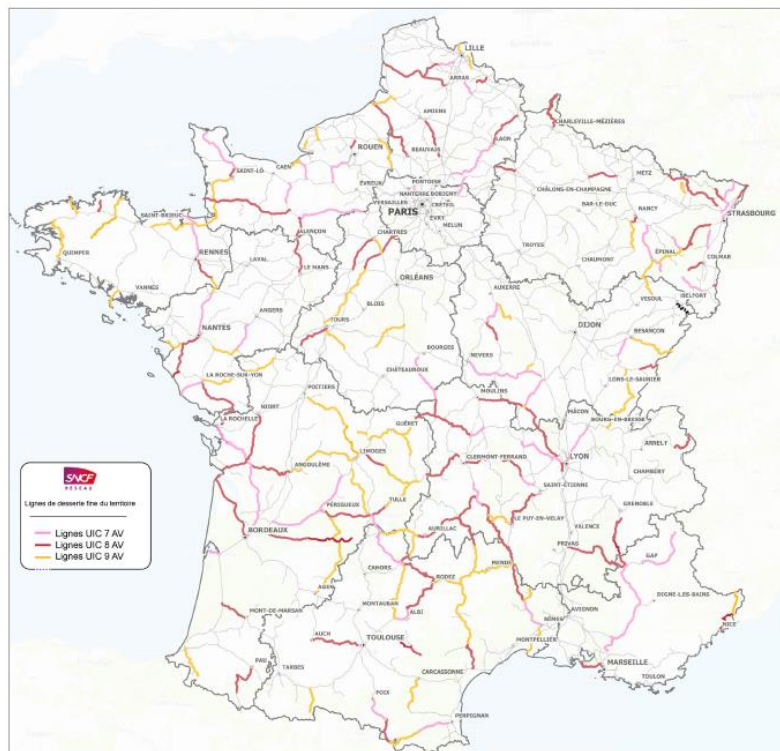 LILLE
ARRAS
AMIENS
CHARLEVILLE-MÉZIÈRES
ROUEN
BEAUVAIS
LAON
SAINT-LÔ
CAEN
ÉVREUX
PONTOISE
NANTERRE BOBIGNY
VERSAILLES
CRÉTEIL
PARIS
ÉVRY
MELUN
CHÂLONS-EN-CHAMPAGNE
METZ
BAR-LE-DUC
NANCY
STRASBOURG
SAINT-BRIEUC
ALENÇON
CHARTRES
QUIMPER
RENNES
LAVAL
LE MANS
TROYES
CHAUMONT
ÉPINAL
COLMAR
VANNES
ORLÉANS
BLOIS
AUXERRE
VESOUL
BELFORT
ANGERS
TOURS
DIJON
BESANÇON
NANTES
BOURGES
NEVERS
LA ROCHE-SUR-YON
CHÂTEAUROUX
POITIERS
MOULINS
LONS-LE-SAUNIER
NIORT
MÂCON
LA ROCHELLE
GUÉRET
BOURG-EN-BRESSE
ANGOULÊME
LIMOGES
CLERMONT-FERRAND
LYON
ANNECY
CHAMBÉRY
SNCF
RÉSEAU
Lignes de desserte fine du territoire
Lignes UIC 7 AV
Lignes UIC 8 AV
Lignes UIC 9 AV
PÉRIGUEUX
TULLE
SAINT-ÉTIENNE
GRENOBLE
BORDEAUX
AURILLAC
LE PUY-EN-VELAY
VALENCE
PRIVAS
CAHORS
RODEZ
MENDE
GAP
AGEN
MONTAUBAN
ALBI
DIGNE-LES-BAINS
MONT-DE-MARSAN
NÎMES
AVIGNON
NICE
AUCH
TOULOUSE
MONTPELLIER
PAU
TARBES
CARCASSONNE
MARSEILLE
TOULON
FOIX
PERPIGNAN